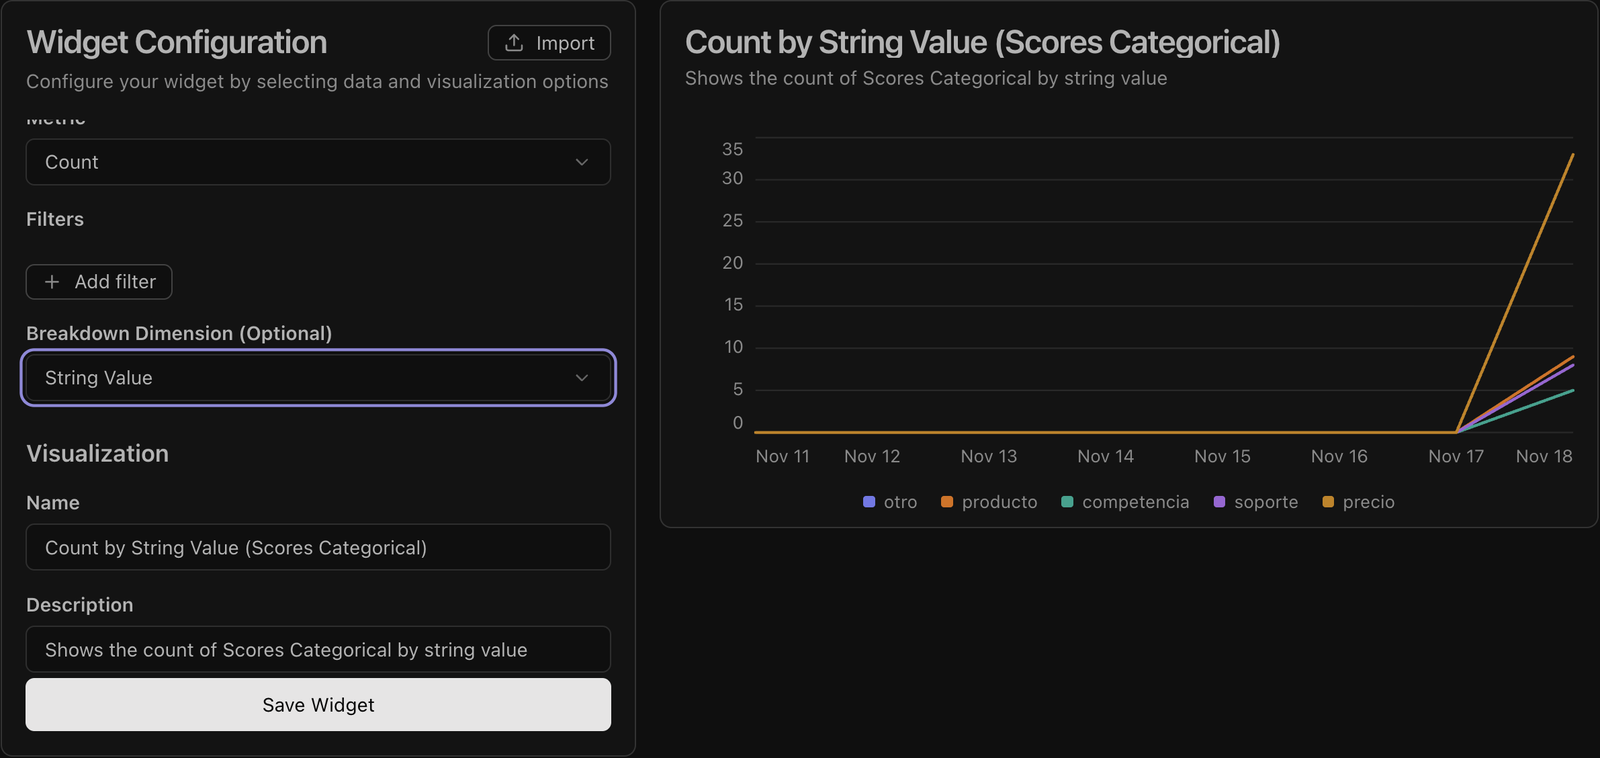 Widget Configuration
Import
Configure your widget by selecting data and visualization options
Metric
Count
Filters
Add filter
Breakdown Dimension (Optional)
String Value
Visualization
Name
Count by String Value (Scores Categorical)
Description
Shows the count of Scores Categorical by string value
Save Widget
Count by String Value (Scores Categorical)
Shows the count of Scores Categorical by string value
35
30
25
20
15
10
5
0
Nov 11 Nov 12 Nov 13 Nov 14 Nov 15 Nov 16 Nov 17 Nov 18
otro producto competencia soporte precio